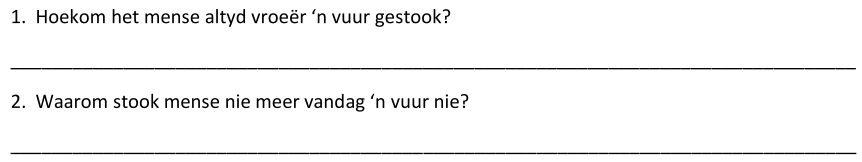 1. Hoekom het mense altyd vroeër ‘n vuur gestook?
2. Waarom stook mense nie meer vandag ‘n vuur nie?